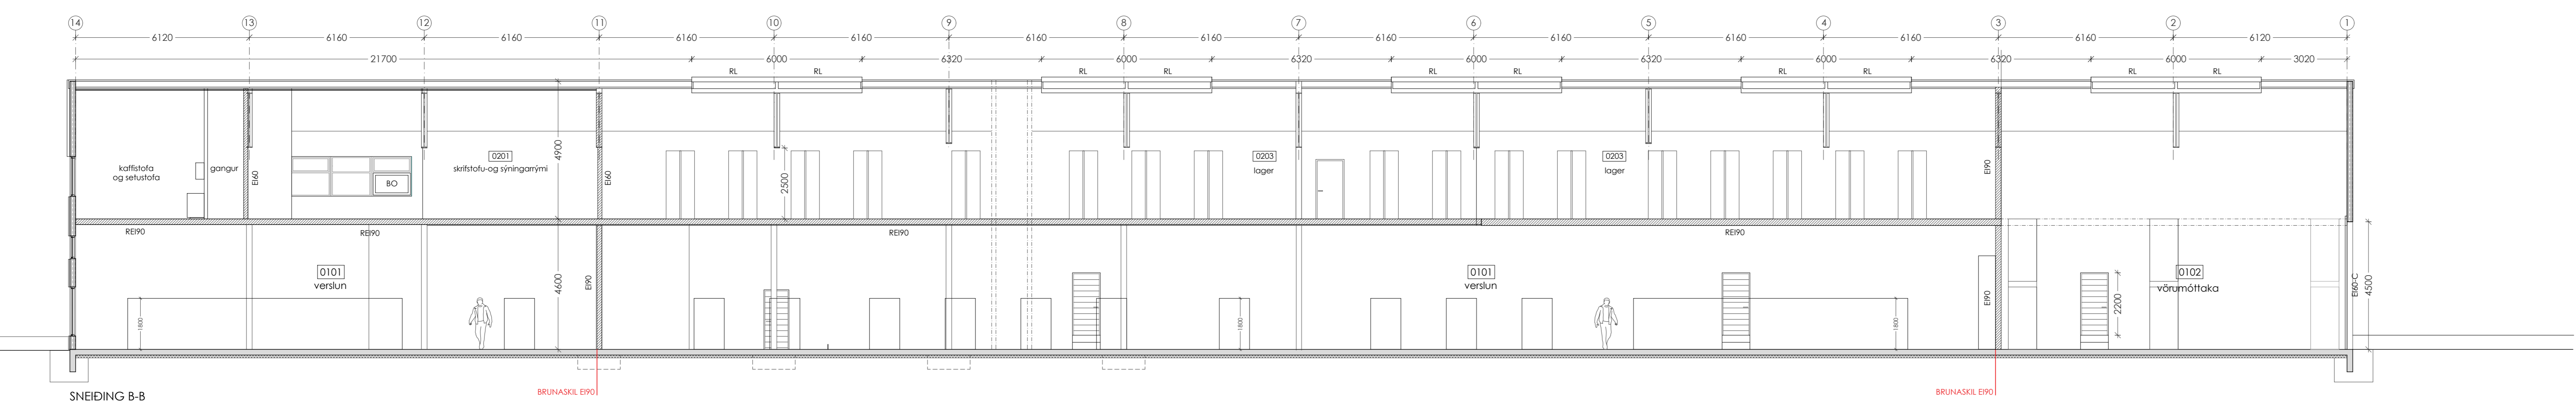 14 13 12 11 10 9 8 7 6 5 4 3 2 1
6120 6160 6160 6160 6160 6160 6160 6160 6160 6160 6160 6160 6120
21700 6000 6320 6000 6320 6000 6320 6000 6320 6000 3020
RL RL RL RL RL RL RL RL RL RL
kaffistofa
og setustofa
gangur
EI60
BO
0201
skrifstofu-og sýningarrými
4900
EI60
2500
0203
lager
0203
lager
EI90
REI90 REI90 REI90 REI90
0101
verslun
4600
EI90
0101
verslun
EI90
0102
vörumóttaka
2200
EI60-C
4500
1800 1800 1800
BRUNASKIL EI90 BRUNASKIL EI90
SNEIÐING B-B